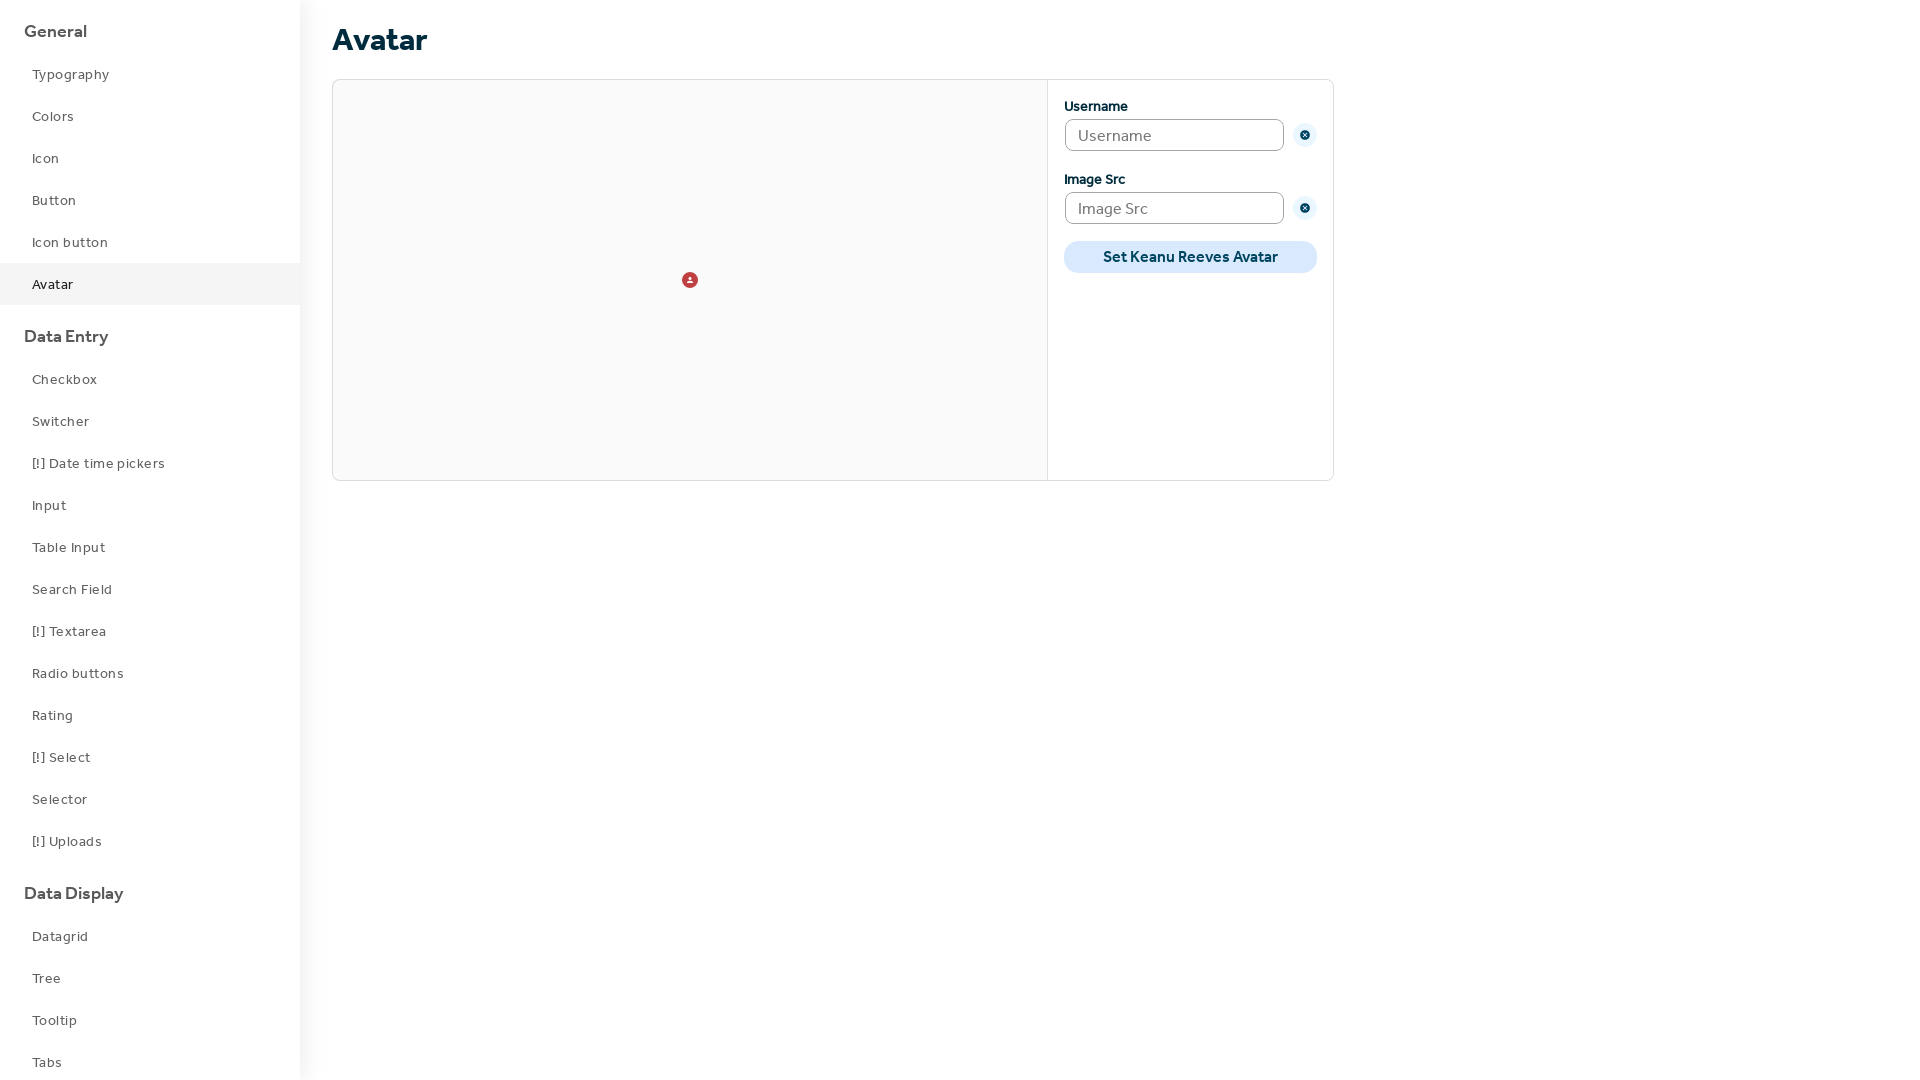 General
Typography
Colors
Icon
Button
Icon button
Avatar
Data Entry
Checkbox
Switcher
[!] Date time pickers
Input
Table Input
Search Field
[!] Textarea
Radio buttons
Rating
[!] Select
Selector
[!] Uploads
Data Display
Datagrid
Tree
Tooltip
Tabs
Avatar
Username
Username
Image Src
Image Src
Set Keanu Reeves Avatar